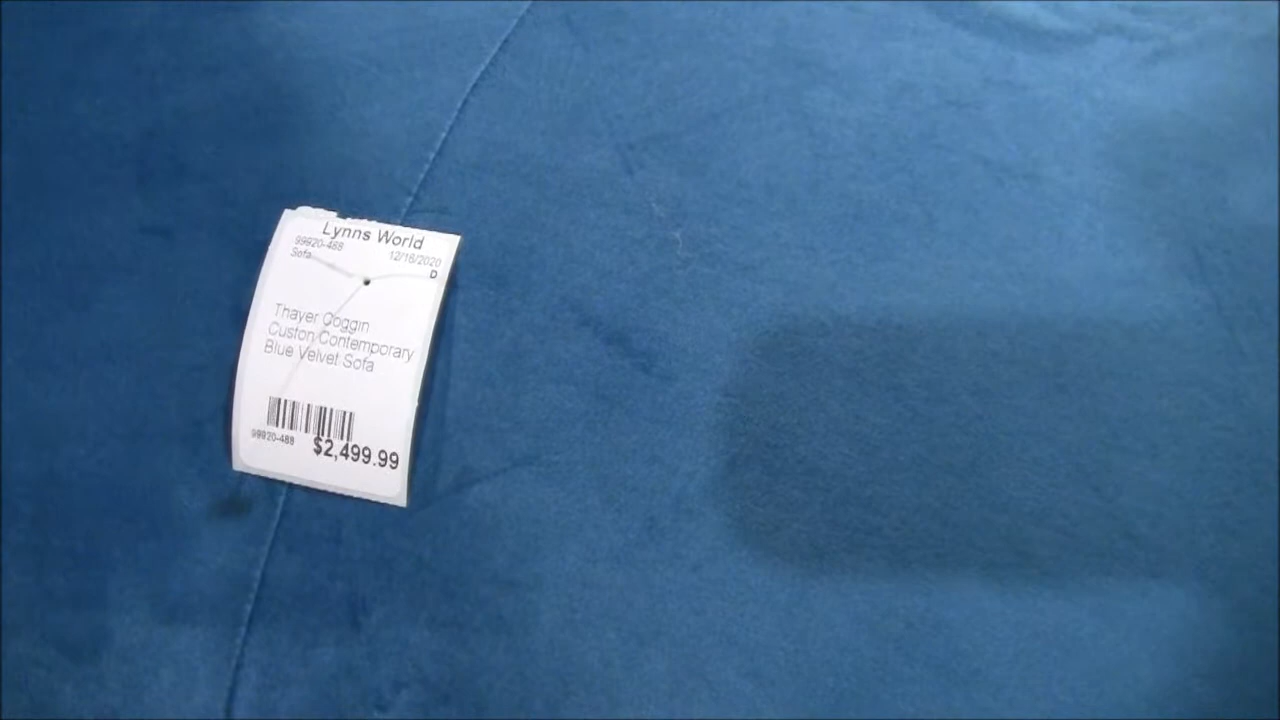 Lynns World
99920-488
12/16/2020
Sofa
D
Thayer Coggin
Custon Contemporary
Blue Velvet Sofa
99920-488
$2,499.99